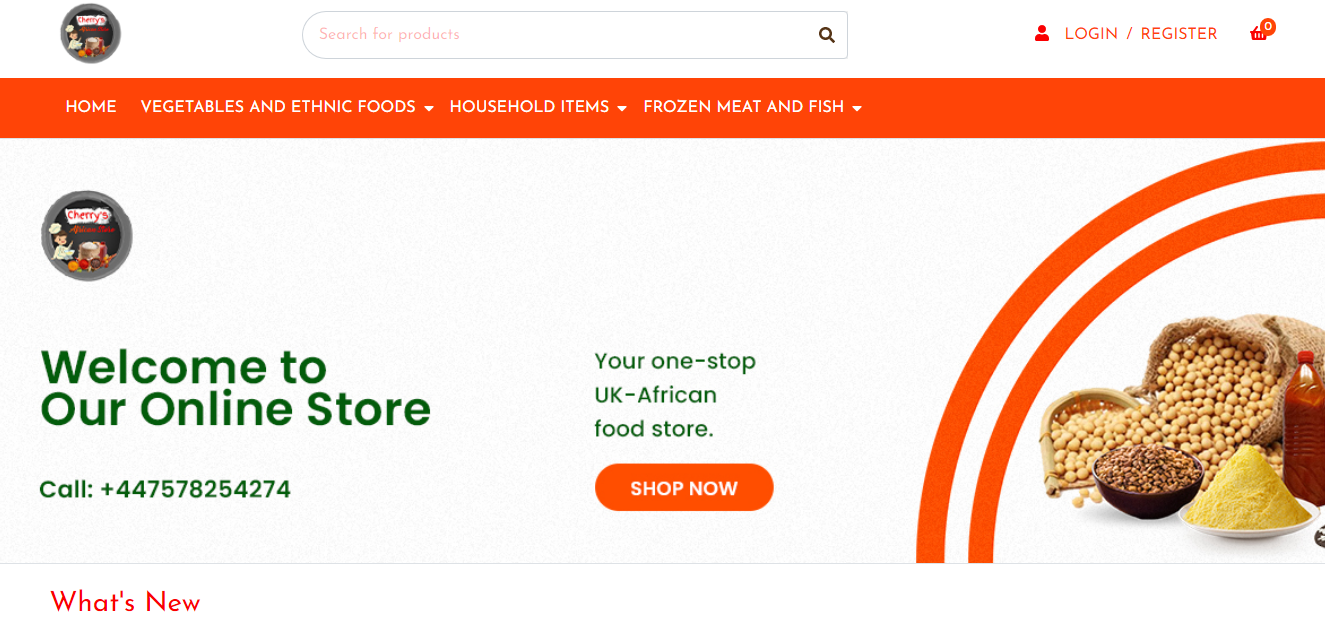 Cherry's
Search for products
LOGIN / REGISTER
0
HOME
VEGETABLES AND ETHNIC FOODS
HOUSEHOLD ITEMS
FROZEN MEAT AND FISH
Cherry's
African Store
Welcome to
Our Online Store
Call: +447578254274
Your one-stop
UK-African
food store.
SHOP NOW
What's New